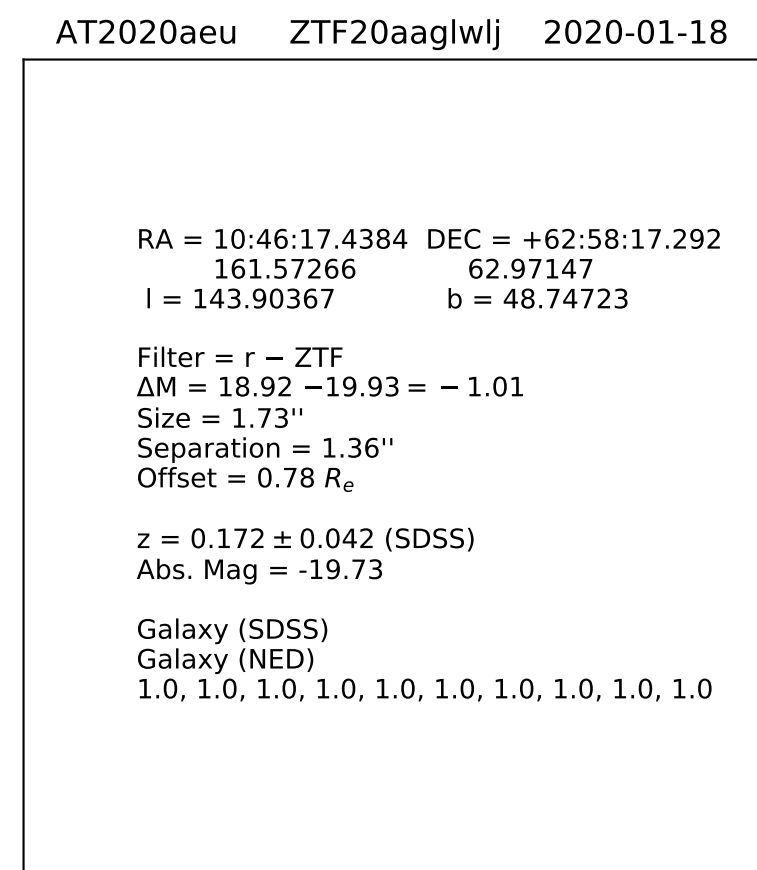 AT2020aeu ZTF20aaglwlj 2020-01-18
RA = 10:46:17.4384 DEC = +62:58:17.292
161.57266 62.97147
l = 143.90367 b = 48.74723
Filter = r − ZTF
ΔM = 18.92 −19.93 = − 1.01
Size = 1.73''
Separation = 1.36''
Offset = 0.78 Rₑ
z = 0.172 ± 0.042 (SDSS)
Abs. Mag = -19.73
Galaxy (SDSS)
Galaxy (NED)
1.0, 1.0, 1.0, 1.0, 1.0, 1.0, 1.0, 1.0, 1.0, 1.0